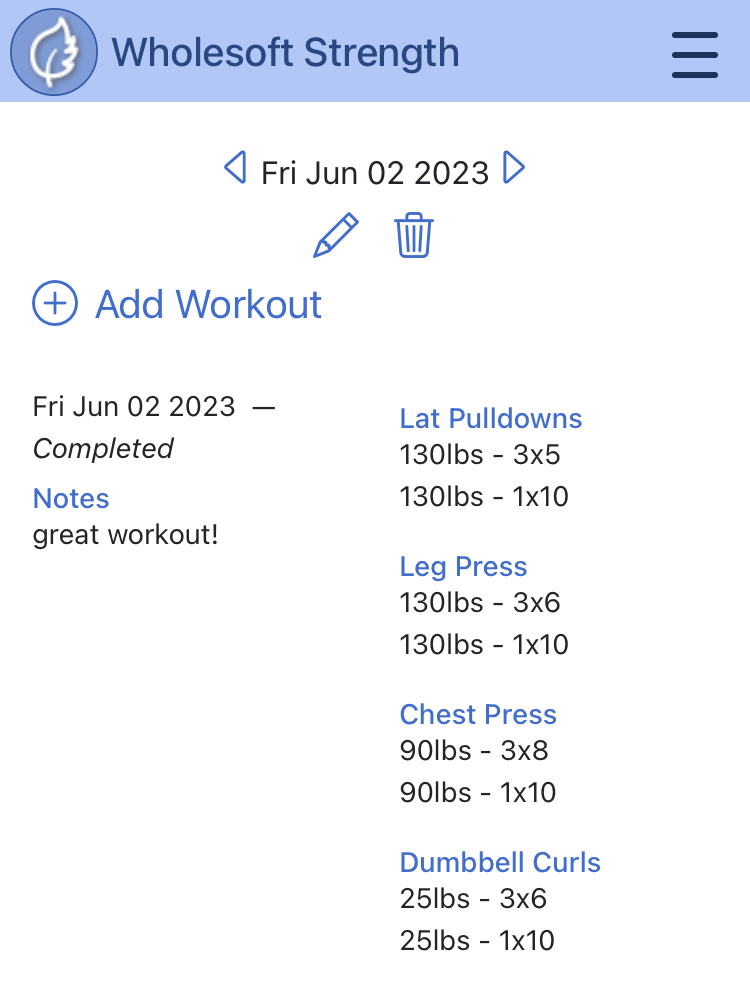 Wholesoft Strength
Fri Jun 02 2023
Add Workout
Fri Jun 02 2023 —
Completed
Notes
great workout!
Lat Pulldowns
130lbs - 3x5
130lbs - 1x10
Leg Press
130lbs - 3x6
130lbs - 1x10
Chest Press
90lbs - 3x8
90lbs - 1x10
Dumbbell Curls
25lbs - 3x6
25lbs - 1x10